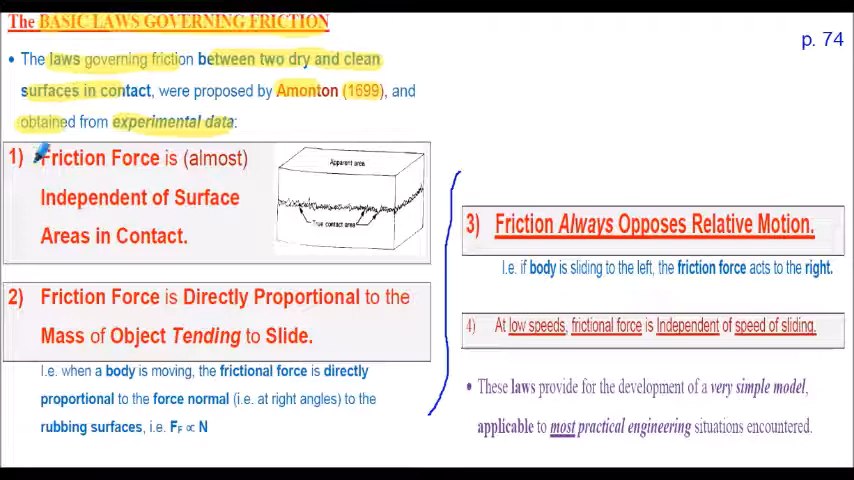 The BASIC LAWS GOVERNING FRICTION
p. 74
• The laws governing friction between two dry and clean
surfaces in contact, were proposed by Amonton (1699), and
obtained from experimental data:
1) Friction Force is (almost)
Independent of Surface
Areas in Contact.
Apparent area
True contact area
2) Friction Force is Directly Proportional to the
Mass of Object Tending to Slide.
I.e. when a body is moving, the frictional force is directly
proportional to the force normal (i.e. at right angles) to the
rubbing surfaces, i.e. FF ∝ N
3) Friction Always Opposes Relative Motion.
I.e. if body is sliding to the left, the friction force acts to the right.
4) At low speeds, frictional force is Independent of speed of sliding.
• These laws provide for the development of a very simple model,
applicable to most practical engineering situations encountered.